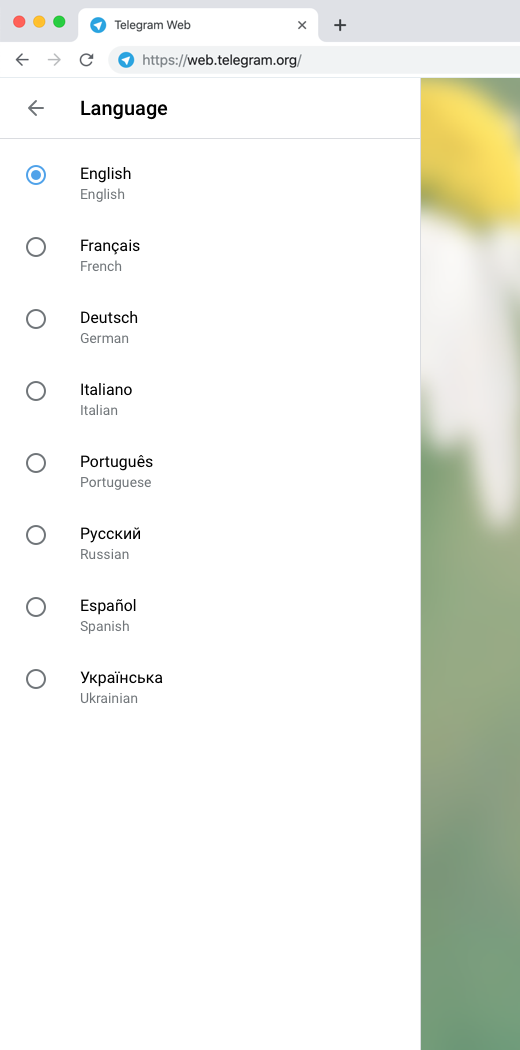 Telegram Web
https://web.telegram.org/
Language
English
English
Français
French
Deutsch
German
Italiano
Italian
Português
Portuguese
Русский
Russian
Español
Spanish
Українська
Ukrainian